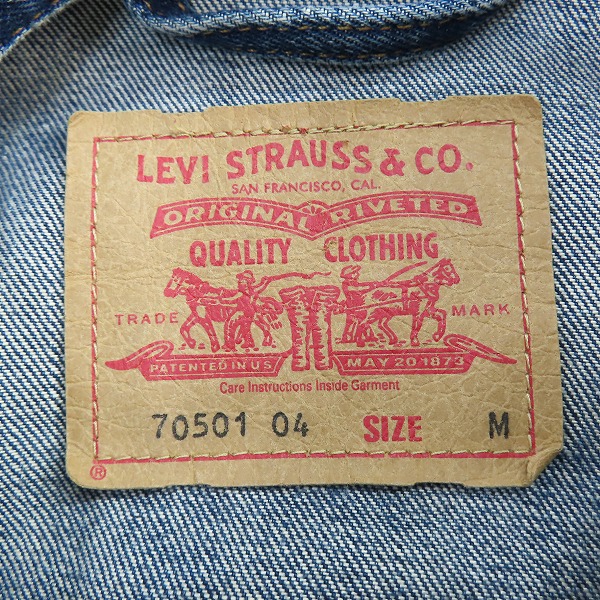 LEVI STRAUSS & CO.
SAN FRANCISCO, CAL.
ORIGINAL RIVETED
QUALITY CLOTHING
TRADE MARK
PATENTED IN US MAY 20 1873
Care Instructions Inside Garment
70501 04 SIZE M
®